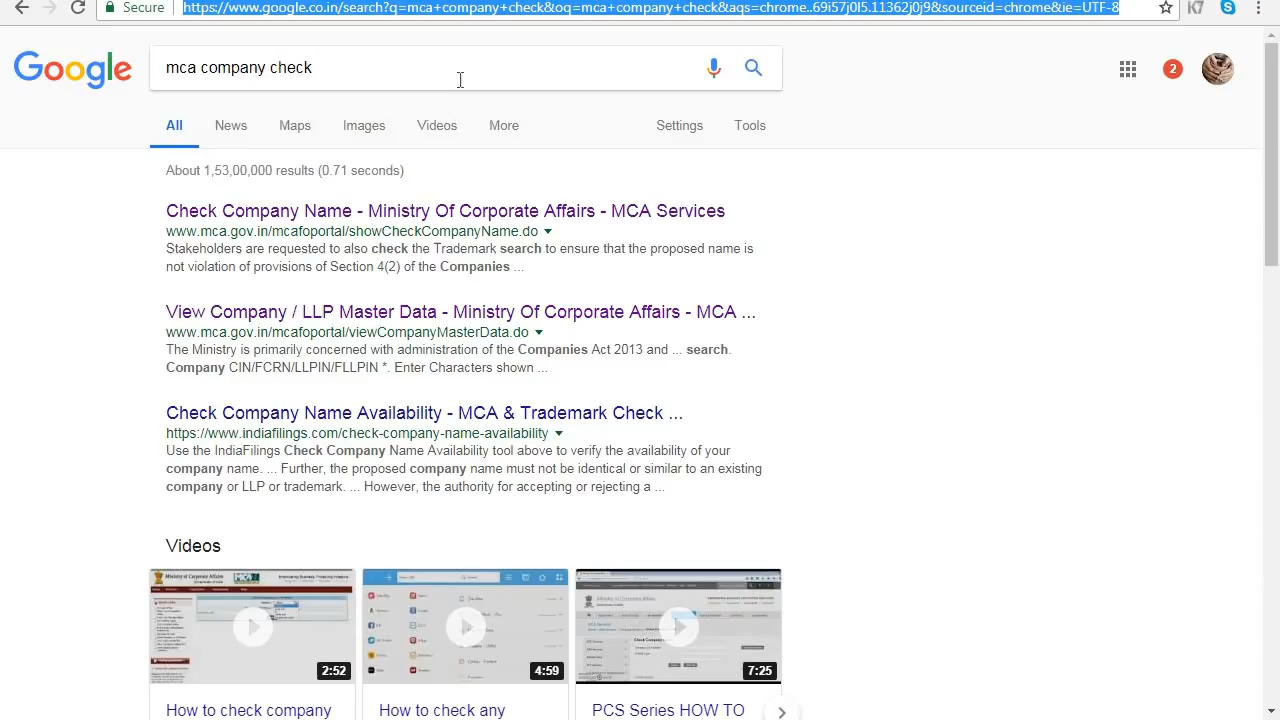 Secure
https://www.google.co.in/search?q=mca+company+check&oq=mca+company+check&aqs=chrome..69i57j0l5.11362j0j9&sourceid=chrome&ie=UTF-8
Google
mca company check
2
All News Maps Images Videos More Settings Tools
About 1,53,00,000 results (0.71 seconds)
Check Company Name - Ministry Of Corporate Affairs - MCA Services
www.mca.gov.in/mcafoportal/showCheckCompanyName.do
Stakeholders are requested to also check the Trademark search to ensure that the proposed name is
not violation of provisions of Section 4(2) of the Companies ...
View Company / LLP Master Data - Ministry Of Corporate Affairs - MCA ...
www.mca.gov.in/mcafoportal/viewCompanyMasterData.do
The Ministry is primarily concerned with administration of the Companies Act 2013 and ... search.
Company CIN/FCRN/LLPIN/FLLPIN *. Enter Characters shown ...
Check Company Name Availability - MCA & Trademark Check ...
https://www.indiafilings.com/check-company-name-availability
Use the IndiaFilings Check Company Name Availability tool above to verify the availability of your
company name. ... Further, the proposed company name must not be identical or similar to an existing
company or LLP or trademark. ... However, the authority for accepting or rejecting a ...
Videos
2:52
4:59
7:25
How to check company
How to check any
PCS Series HOW TO